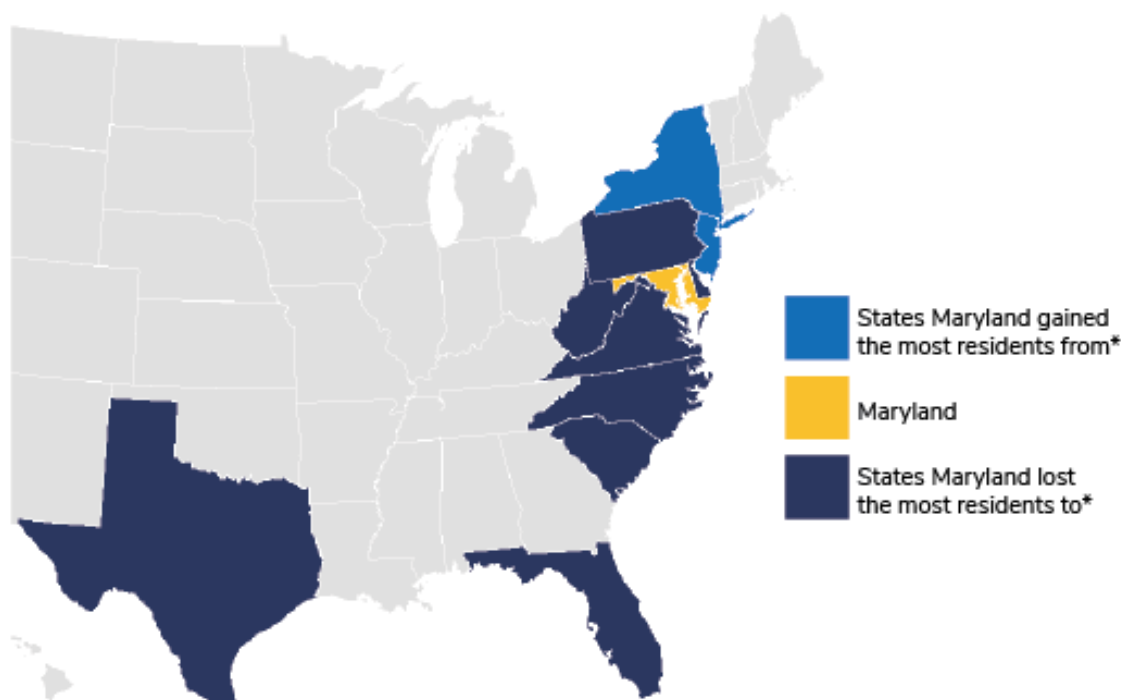 States Maryland gained
the most residents from*
Maryland
States Maryland lost
the most residents to*